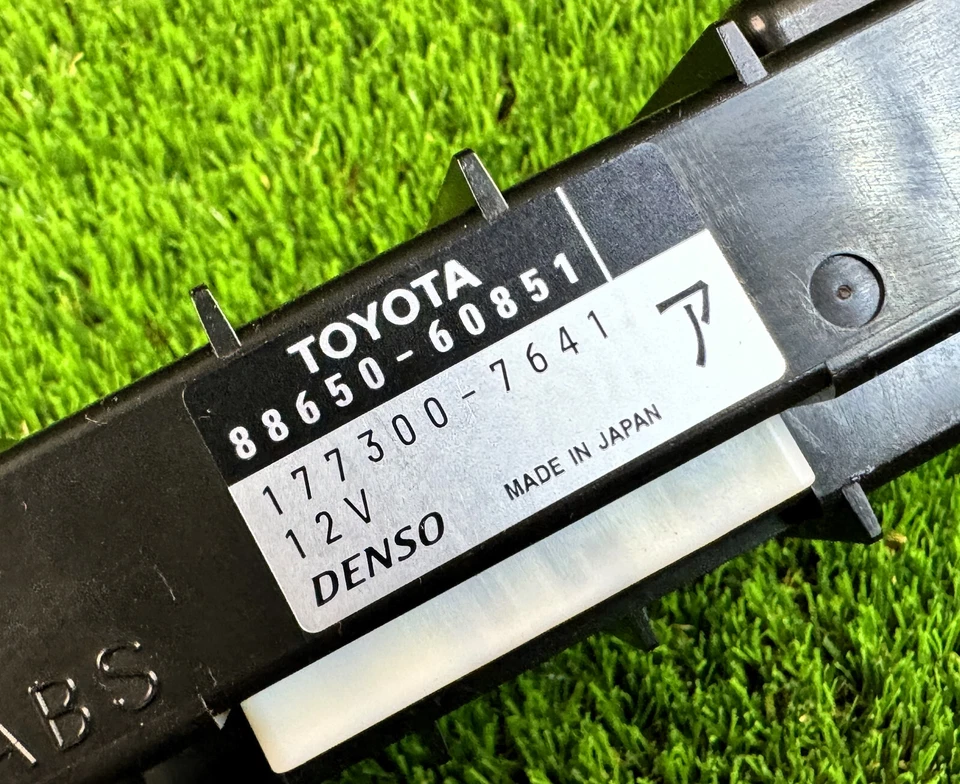 TOYOTA
88650-60851
177300-7641
ア
12V
MADE IN JAPAN
DENSO
ABS